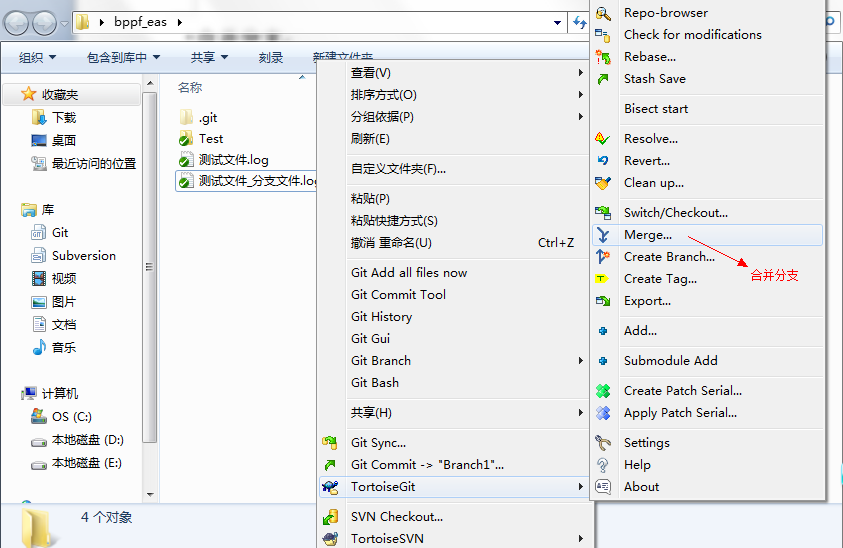 bppf_eas
组织
包含到库中
共享
刻录
新建文件夹
收藏夹
下载
桌面
最近访问的位置
库
Git
Subversion
视频
图片
文档
音乐
计算机
OS (C:)
本地磁盘 (D:)
本地磁盘 (E:)
名称
.git
Test
测试文件.log
测试文件_分支文件.log
4 个对象
查看(V)
排序方式(O)
分组依据(P)
刷新(E)
自定义文件夹(F)...
粘贴(P)
粘贴快捷方式(S)
撤消 重命名(U) Ctrl+Z
Git Add all files now
Git Commit Tool
Git History
Git Gui
Git Branch
Git Bash
共享(H)
Git Sync...
Git Commit -> "Branch1"...
TortoiseGit
SVN Checkout...
TortoiseSVN
Repo-browser
Check for modifications
Rebase...
Stash Save
Bisect start
Resolve...
Revert...
Clean up...
Switch/Checkout...
Merge...
合并分支
Create Branch...
Create Tag...
Export...
Add...
Submodule Add
Create Patch Serial...
Apply Patch Serial...
Settings
Help
About